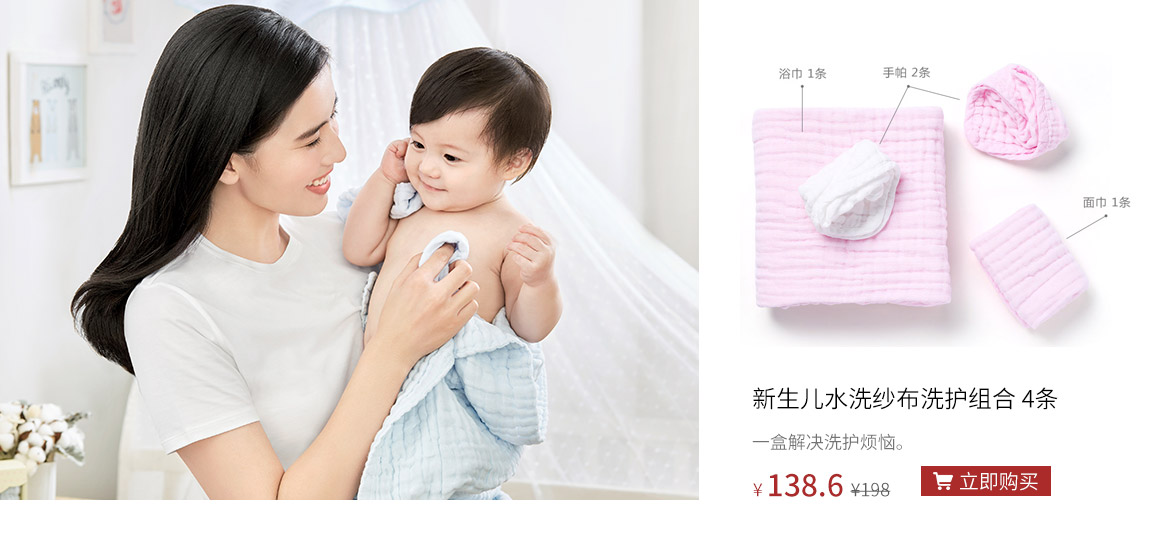 浴巾 1条
手帕 2条
面巾 1条
新生儿水洗纱布洗护组合 4条
一盒解决洗护烦恼。
¥ 138.6 ¥198
立即购买